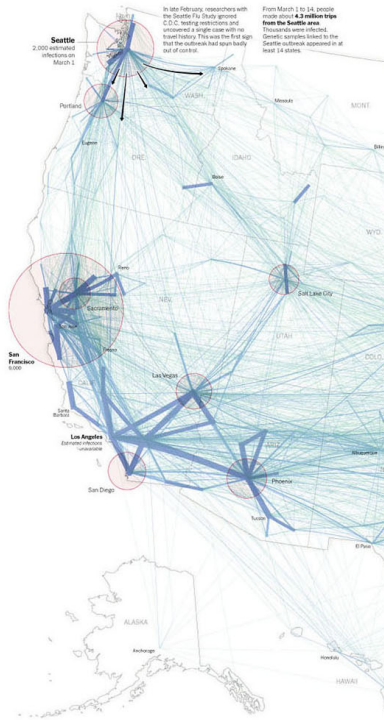 In late February, researchers with
the Seattle Flu Study ignored
C.D.C. testing restrictions and
uncovered a single case with no
travel history. This was the first sign
that the outbreak had spun badly
out of control.
From March 1 to 14, people
made about 4.3 million trips
from the Seattle area.
Thousands were infected.
Genetic samples linked to the
Seattle outbreak appeared in at
least 14 states.
Seattle
2,000 estimated
infections on
March 1
Spokane
Portland
WASH.
Missoula
MONT.
Eugene
ORE.
IDAHO
Boise
WYO.
Reno
Salt Lake City
Sacramento
NEV.
UTAH
San
Francisco
9,000
Fresno
COLO.
Las Vegas
Santa
Barbara
Los Angeles
Estimated infections
unavailable
ARIZ.
Albuquerque
San Diego
Phoenix
Tucson
El Paso
ALASKA
Anchorage
Honolulu
HAWAII